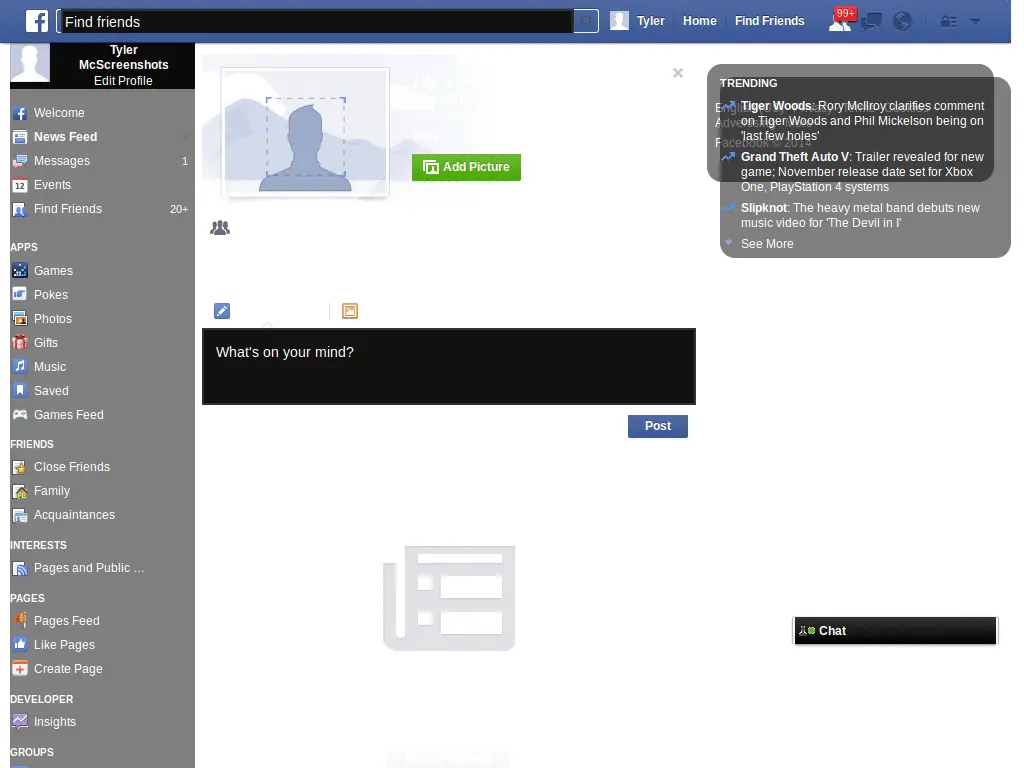 Find friends
Tyler
Home
Find Friends
99+
Tyler
McScreenshots
Edit Profile
Welcome
News Feed
Messages
1
Events
12
Find Friends
20+
APPS
Games
Pokes
Photos
Gifts
Music
Saved
Games Feed
FRIENDS
Close Friends
Family
Acquaintances
INTERESTS
Pages and Public …
PAGES
Pages Feed
Like Pages
Create Page
DEVELOPER
Insights
GROUPS
Add Picture
What's on your mind?
Post
TRENDING
Tiger Woods: Rory McIlroy clarifies comment
on Tiger Woods and Phil Mickelson being on
'last few holes'
Grand Theft Auto V: Trailer revealed for new
game; November release date set for Xbox
One, PlayStation 4 systems
Slipknot: The heavy metal band debuts new
music video for 'The Devil in I'
See More
Facebook © 2014
Chat